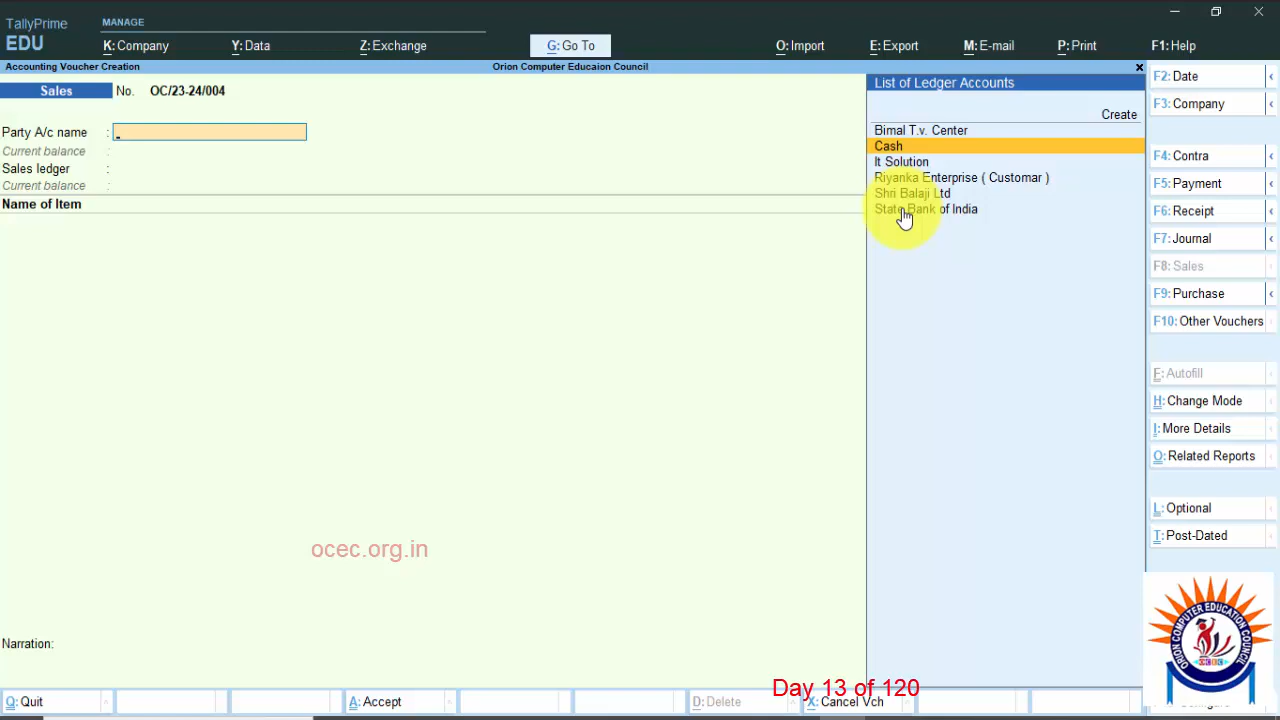 TallyPrime
EDU
MANAGE
K: Company
Y: Data
Z: Exchange
G: Go To
O: Import
E: Export
M: E-mail
P: Print
F1: Help
Accounting Voucher Creation
Orion Computer Educaion Council
Sales No. OC/23-24/004
Party A/c name :
Current balance :
Sales ledger :
Current balance :
Name of Item
List of Ledger Accounts
Create
Bimal T.v. Center
Cash
It Solution
Riyanka Enterprise ( Customar )
Shri Balaji Ltd
State Bank of India
F2: Date
F3: Company
F4: Contra
F5: Payment
F6: Receipt
F7: Journal
F8: Sales
F9: Purchase
F10: Other Vouchers
F: Autofill
H: Change Mode
I: More Details
O: Related Reports
L: Optional
T: Post-Dated
ocec.org.in
Narration:
ORION COMPUTER EDUCATION COUNCIL
OCEC
Day 13 of 120
Q: Quit
A: Accept
D: Delete
X: Cancel Vch